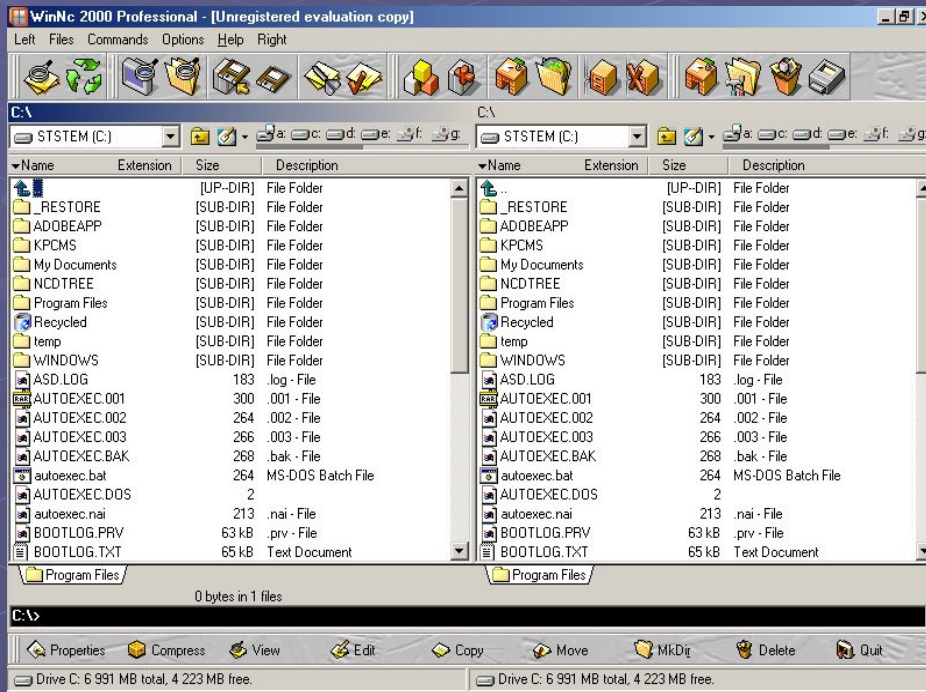 WinNc 2000 Professional - [Unregistered evaluation copy]
Left Files Commands Options Help Right
C:\ C:\
STSTEM (C:) a: c: d: e: f: g: STSTEM (C:) a: c: d: e: f: g:
Name Extension Size Description Name Extension Size Description
[UP--DIR] File Folder .. [UP--DIR] File Folder
_RESTORE [SUB-DIR] File Folder _RESTORE [SUB-DIR] File Folder
ADOBEAPP [SUB-DIR] File Folder ADOBEAPP [SUB-DIR] File Folder
KPCMS [SUB-DIR] File Folder KPCMS [SUB-DIR] File Folder
My Documents [SUB-DIR] File Folder My Documents [SUB-DIR] File Folder
NCDTREE [SUB-DIR] File Folder NCDTREE [SUB-DIR] File Folder
Program Files [SUB-DIR] File Folder Program Files [SUB-DIR] File Folder
Recycled [SUB-DIR] File Folder Recycled [SUB-DIR] File Folder
temp [SUB-DIR] File Folder temp [SUB-DIR] File Folder
WINDOWS [SUB-DIR] File Folder WINDOWS [SUB-DIR] File Folder
ASD.LOG 183 .log - File ASD.LOG 183 .log - File
RAR AUTOEXEC.001 300 .001 - File RAR AUTOEXEC.001 300 .001 - File
AUTOEXEC.002 264 .002 - File AUTOEXEC.002 264 .002 - File
AUTOEXEC.003 266 .003 - File AUTOEXEC.003 266 .003 - File
AUTOEXEC.BAK 268 .bak - File AUTOEXEC.BAK 268 .bak - File
autoexec.bat 264 MS-DOS Batch File autoexec.bat 264 MS-DOS Batch File
AUTOEXEC.DOS 2 AUTOEXEC.DOS 2
autoexec.nai 213 .nai - File autoexec.nai 213 .nai - File
BOOTLOG.PRV 63 kB .prv - File BOOTLOG.PRV 63 kB .prv - File
BOOTLOG.TXT 65 kB Text Document BOOTLOG.TXT 65 kB Text Document
Program Files Program Files
0 bytes in 1 files
C:\>
Properties Compress View Edit Copy Move MkDir Delete Quit
Drive C: 6 991 MB total, 4 223 MB free. Drive C: 6 991 MB total, 4 223 MB free.